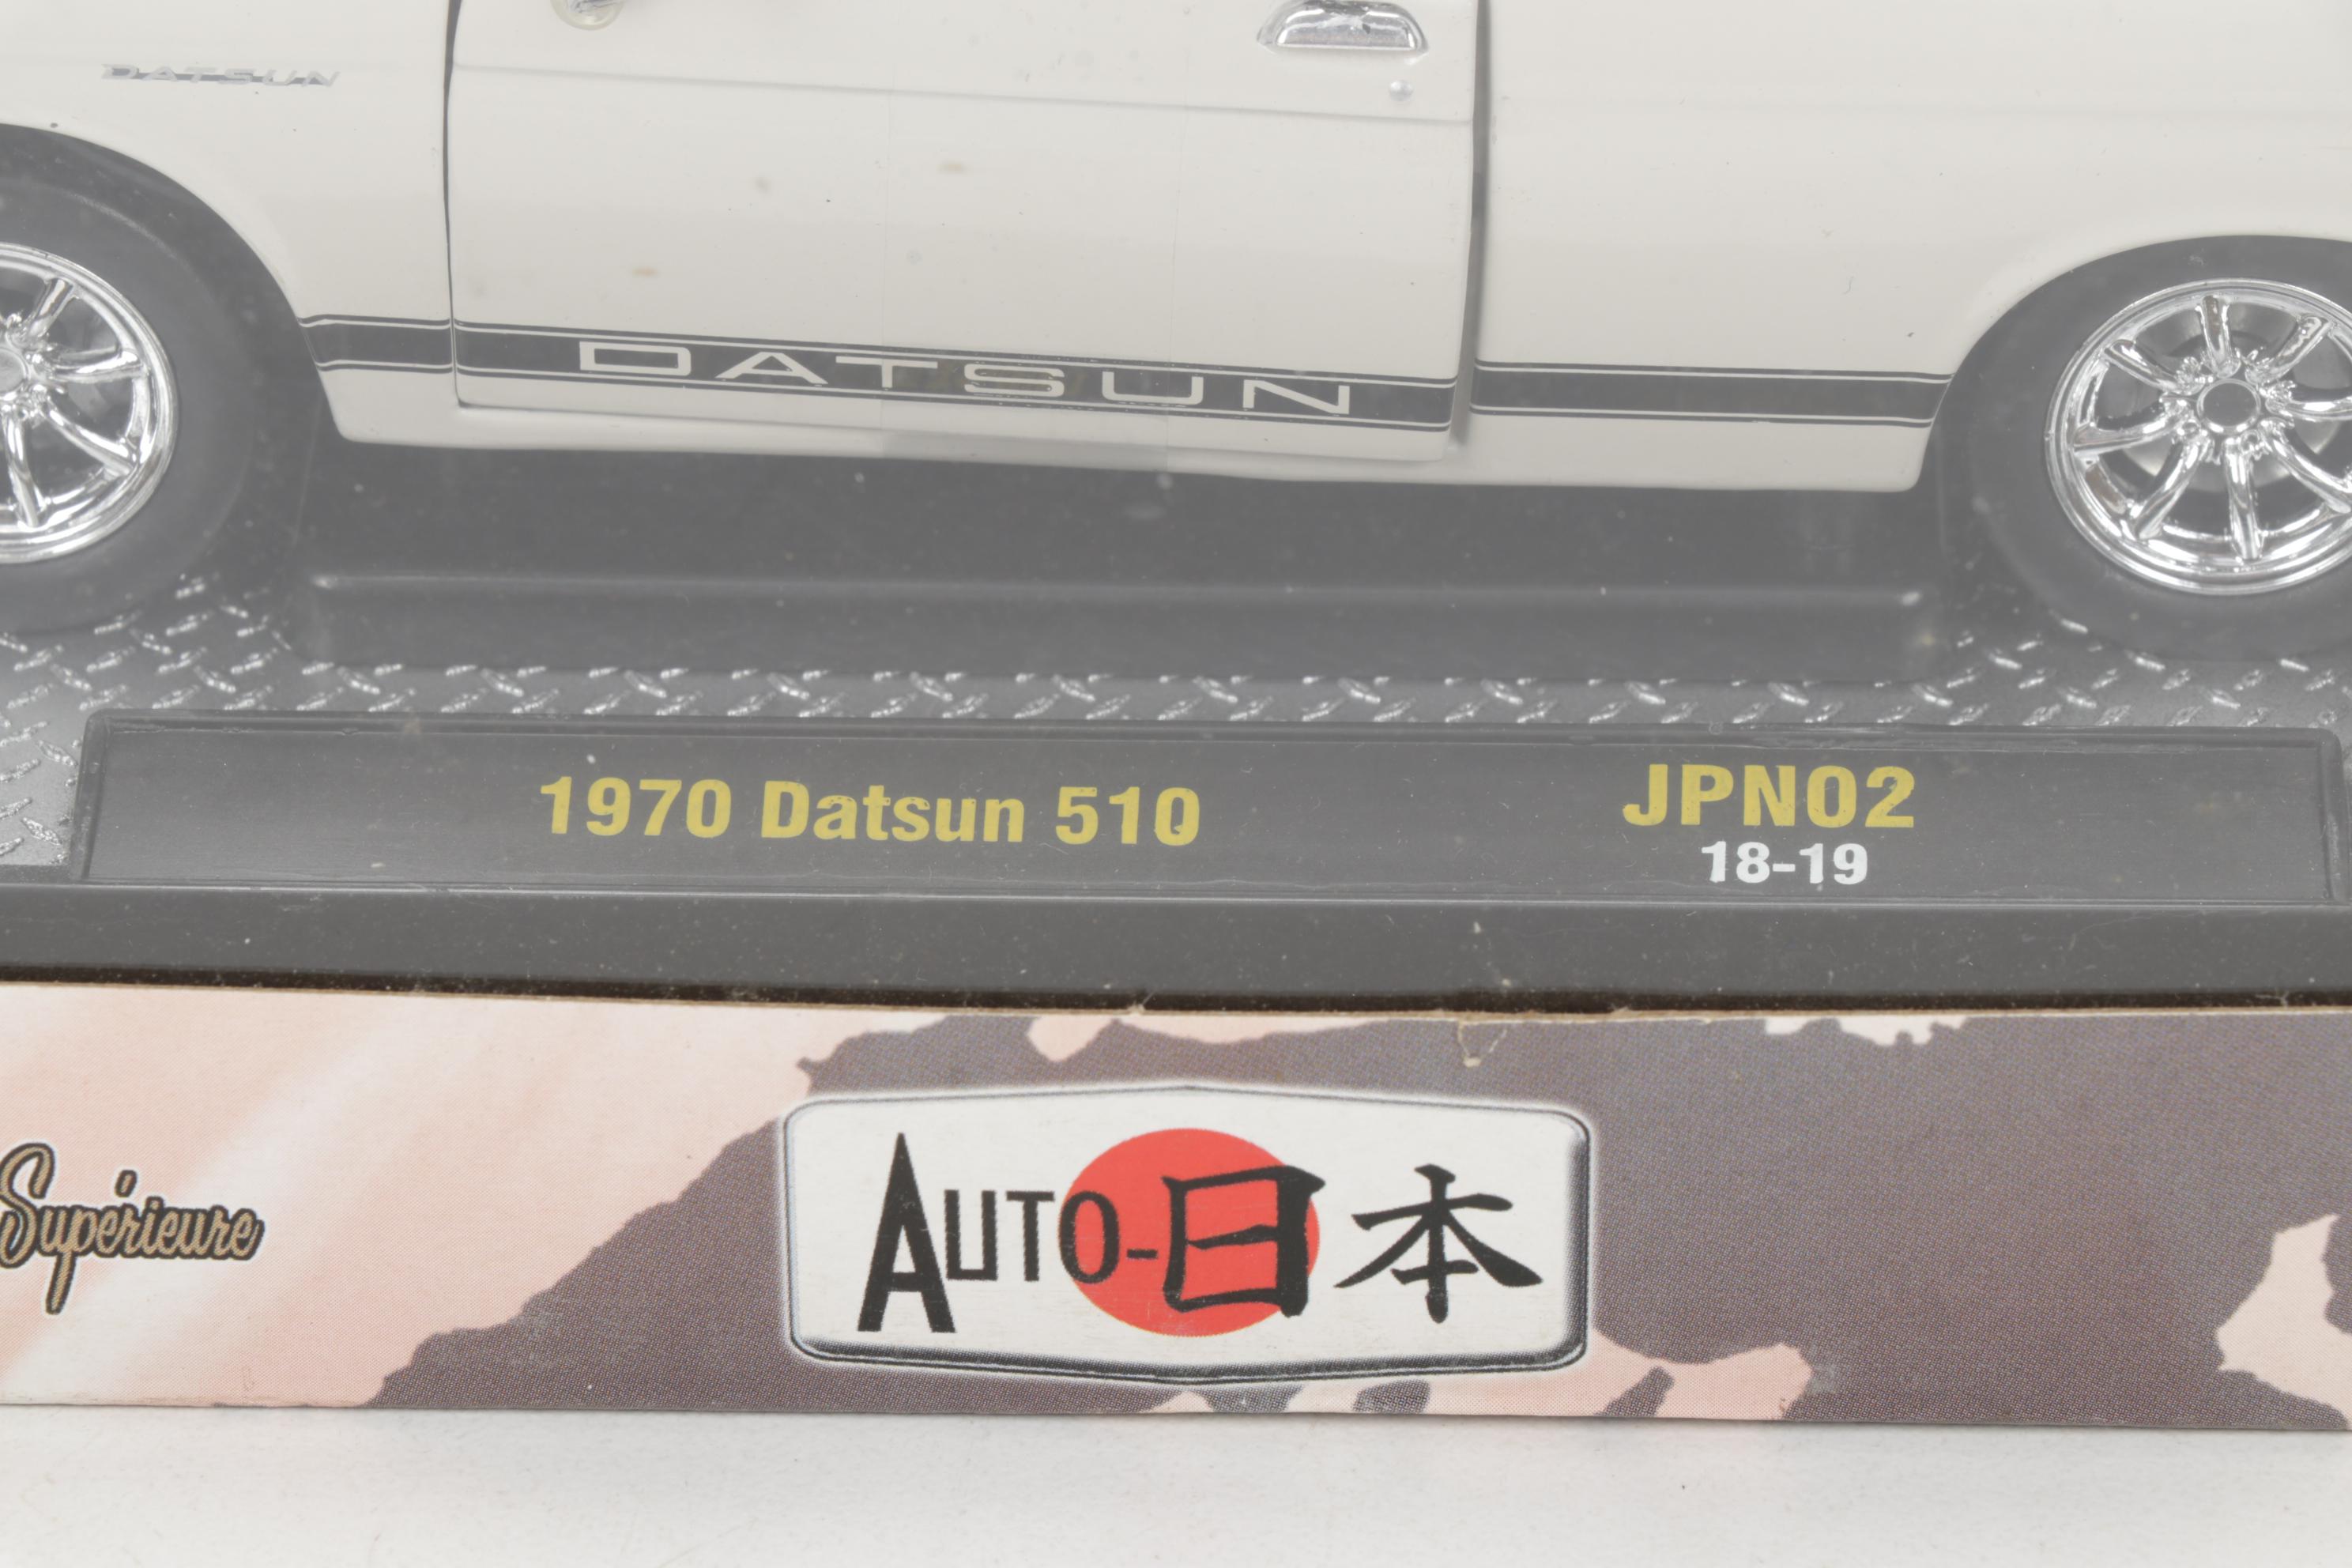 DATSUN
DATSUN
1970 Datsun 510
JPN02
18-19
Supérieure
AUTO-日本